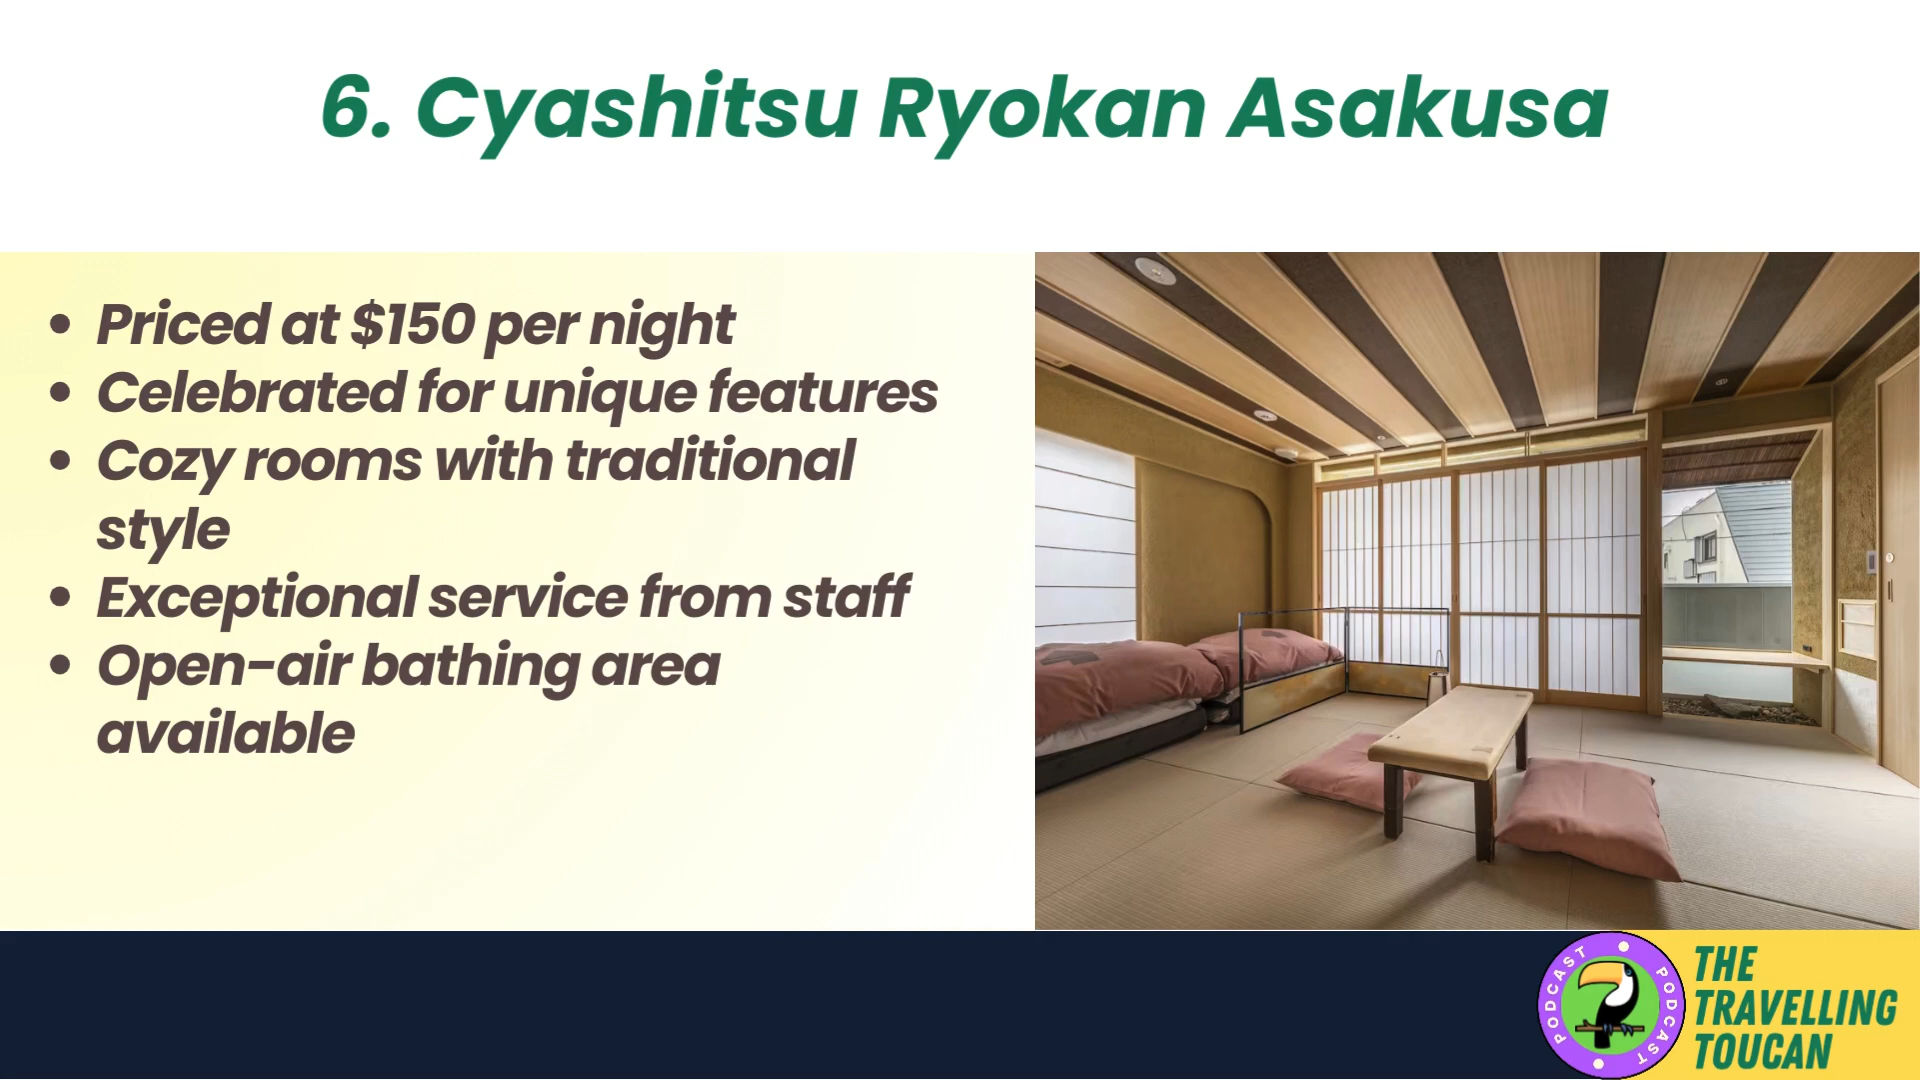 6. Cyashitsu Ryokan Asakusa
• Priced at $150 per night
• Celebrated for unique features
• Cozy rooms with traditional
style
• Exceptional service from staff
• Open-air bathing area
available
PODCAST PODCAST
THE
TRAVELLING
TOUCAN